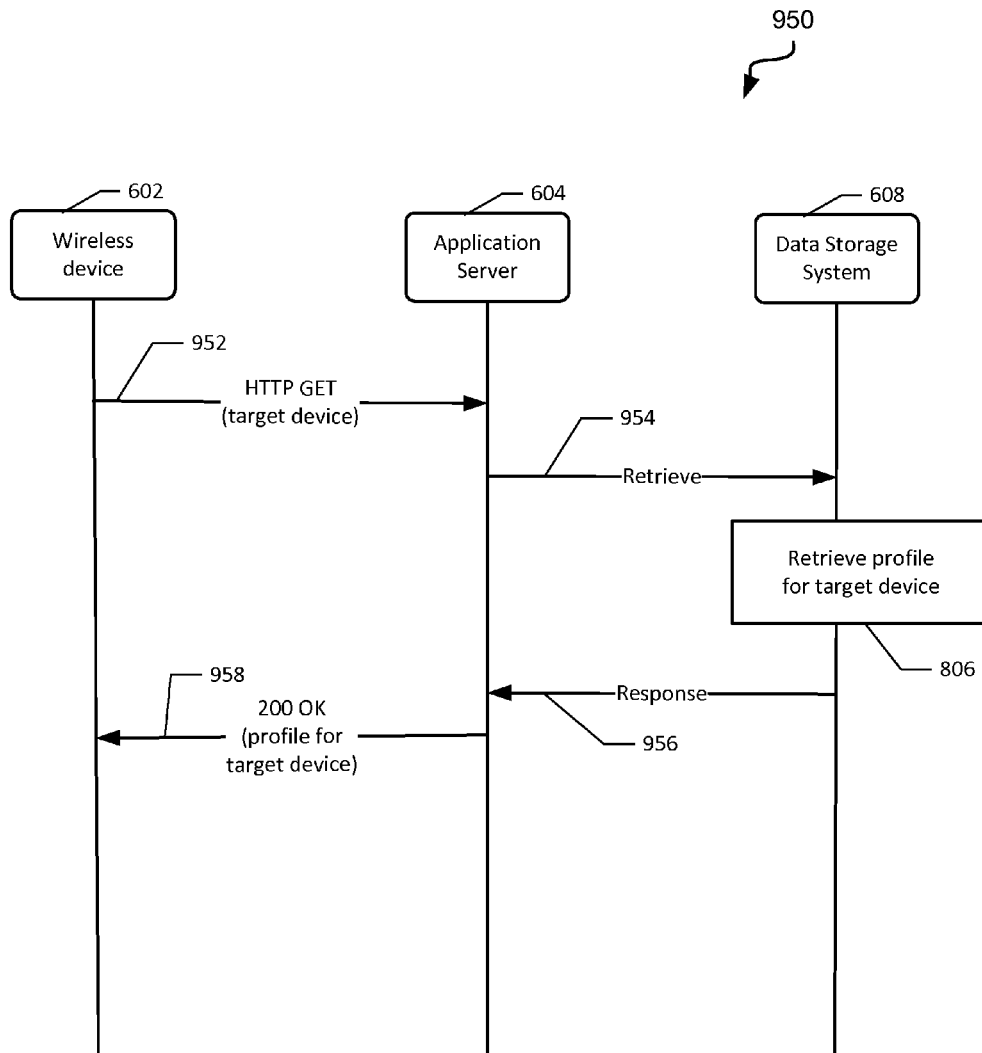 950
602
604
608
Wireless
device
Application
Server
Data Storage
System
952
HTTP GET
(target device)
954
Retrieve
Retrieve profile
for target device
806
958
Response
200 OK
(profile for
target device)
956